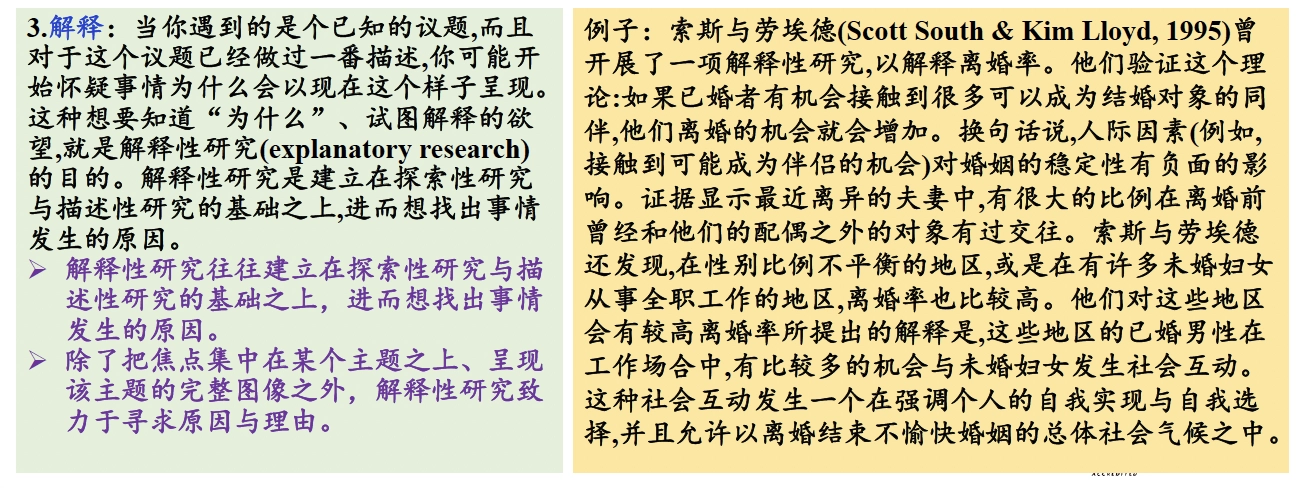 3.解释：当你遇到的是个已知的议题,而且
对于这个议题已经做过一番描述,你可能开
始怀疑事情为什么会以现在这个样子呈现。
这种想要知道“为什么”、试图解释的欲
望,就是解释性研究(explanatory research)
的目的。解释性研究是建立在探索性研究
与描述性研究的基础之上,进而想找出事情
发生的原因。
➢ 解释性研究往往建立在探索性研究与描
述性研究的基础之上，进而想找出事情
发生的原因。
➢ 除了把焦点集中在某个主题之上、呈现
该主题的完整图像之外，解释性研究致
力于寻求原因与理由。
例子：索斯与劳埃德(Scott South & Kim Lloyd, 1995)曾
开展了一项解释性研究,以解释离婚率。他们验证这个理
论:如果已婚者有机会接触到很多可以成为结婚对象的同
伴,他们离婚的机会就会增加。换句话说,人际因素(例如,
接触到可能成为伴侣的机会)对婚姻的稳定性有负面的影
响。证据显示最近离异的夫妻中,有很大的比例在离婚前
曾经和他们的配偶之外的对象有过交往。索斯与劳埃德
还发现,在性别比例不平衡的地区,或是在有许多未婚妇女
从事全职工作的地区,离婚率也比较高。他们对这些地区
会有较高离婚率所提出的解释是,这些地区的已婚男性在
工作场合中,有比较多的机会与未婚妇女发生社会互动。
这种社会互动发生一个在强调个人的自我实现与自我选
择,并且允许以离婚结束不愉快婚姻的总体社会气候之中。
ACCREDITED